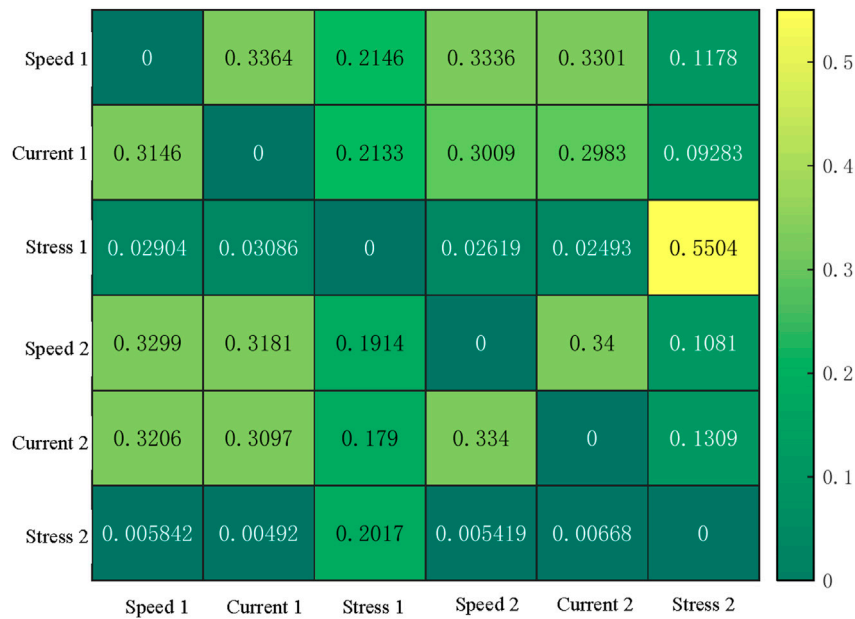 Speed 1 0 0.3364 0.2146 0.3336 0.3301 0.1178
Current 1 0.3146 0 0.2133 0.3009 0.2983 0.09283
Stress 1 0.02904 0.03086 0 0.02619 0.02493 0.5504
Speed 2 0.3299 0.3181 0.1914 0 0.34 0.1081
Current 2 0.3206 0.3097 0.179 0.334 0 0.1309
Stress 2 0.005842 0.00492 0.2017 0.005419 0.00668 0
Speed 1 Current 1 Stress 1 Speed 2 Current 2 Stress 2
0.5
0.4
0.3
0.2
0.1
0